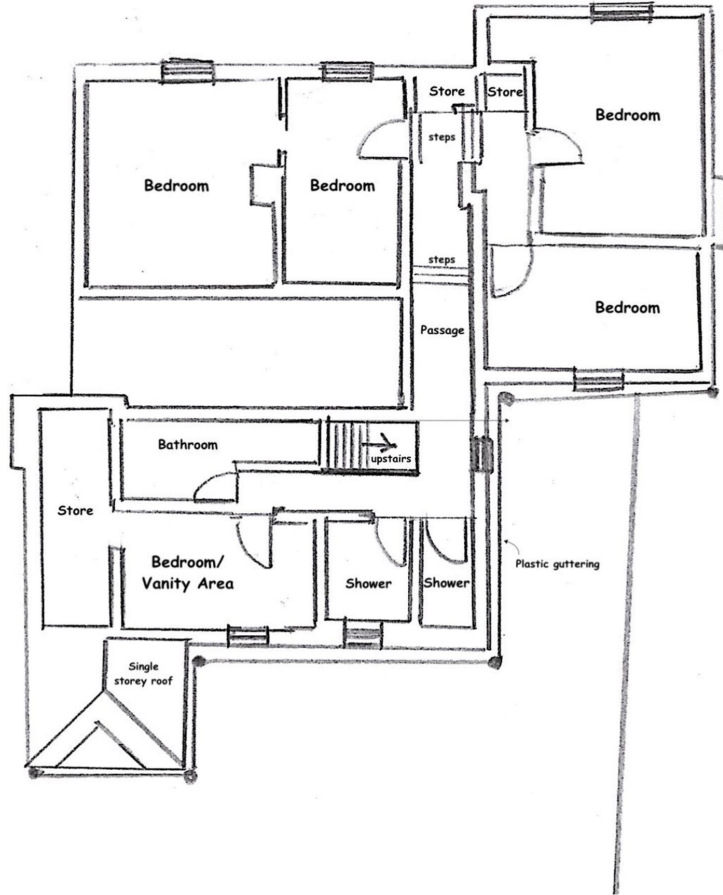 Store
Store
Bedroom
steps
Bedroom
Bedroom
steps
Bedroom
Passage
Bathroom
upstairs
Store
Bedroom/
Vanity Area
Shower
Shower
Plastic guttering
Single
storey roof